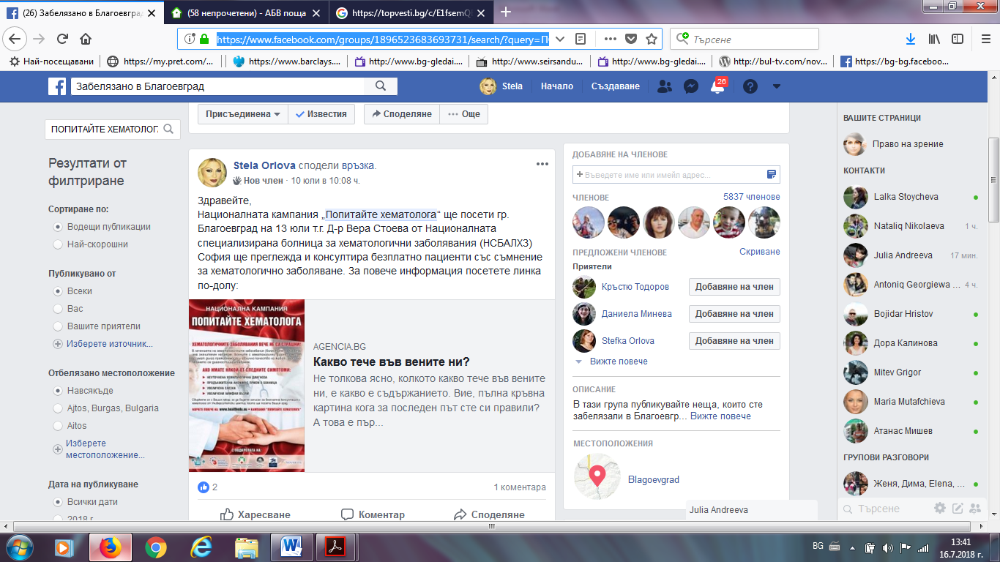 (26) Забелязано в Благоевград
(58 непрочетени) - АБВ поща
https://topvesti.bg/c/E1fsemQ
https://www.facebook.com/groups/1896523683693731/search/?query=П
Търсене
Най-посещавани
https://my.pret.com/...
https://www.barclays....
http://www.bg-gledai....
http://www.seirsandu...
http://www.bg-gledai....
http://bul-tv.com/nov...
https://bg-bg.faceboo...
Забелязано в Благоевград
Stela
Начало
Създаване
26
Присъединена
Известия
Споделяне
Още
ПОПИТАЙТЕ ХЕМАТОЛОГ
Резултати от
филтриране
Сортиране по:
Водещи публикации
Най-скорошни
Публикувано от
Всеки
Вас
Вашите приятели
Изберете източник...
Отбелязано местоположение
Навсякъде
Ajtos, Burgas, Bulgaria
Aitos
Изберете
местоположение...
Дата на публикуване
Всички дати
2018 г.
Stela Orlova сподели връзка.
Нов член · 10 юли в 10:08 ч.
Здравейте,
Националната кампания „Попитайте хематолога“ ще посети гр.
Благоевград на 13 юли т.г. Д-р Вера Стоева от Националната
специализирана болница за хематологични заболявания (НСБАЛХЗ)
София ще преглежда и консултира безплатно пациенти със съмнение
за хематологично заболяване. За повече информация посетете линка
по-долу:
НАЦИОНАЛНА КАМПАНИЯ
ПОПИТАЙТЕ ХЕМАТОЛОГА
ХЕМАТОЛОГИЧНИТЕ ЗАБОЛЯВАНИЯ ВЕЧЕ НЕ СА СТРАШНИ
АКО ИМАТЕ НЯКОЙ ОТ СЛЕДНИТЕ СИМПТОМИ:
AGENCIA.BG
Какво тече във вените ни?
Не толкова ясно, колкото какво тече във вените
ни, е какво е съдържанието. Вие, пълна кръвна
картина кога за последен път сте си правили?
А това е пър...
2
1 коментара
Харесване
Коментар
Споделяне
ДОБАВЯНЕ НА ЧЛЕНОВЕ
Въведете име или имейл адрес...
ЧЛЕНОВЕ
5837 членове
ПРЕДЛОЖЕНИ ЧЛЕНОВЕ
Скриване
Приятели
Кръстю Тодоров
Добавяне на член
Даниела Минева
Добавяне на член
Stefka Orlova
Добавяне на член
Вижте повече
ОПИСАНИЕ
В тази група публикувайте неща, които сте
забелязали в Благоевгр... Вижте повече
МЕСТОПОЛОЖЕНИЯ
Blagoevgrad
Julia Andreeva
ВАШИТЕ СТРАНИЦИ
Право на зрение
КОНТАКТИ
Lalka Stoycheva
Nataliq Nikolaeva 1 ч.
Julia Andreeva 17 мин.
Antoniq Georgiewa ... 4 ч.
Bojidar Hristov
Дора Калинова
Mitev Grigor
Maria Mutafchieva
Атанас Мишев
ГРУПОВИ РАЗГОВОРИ
Женя, Дима, Elena, ...
Търсене
BG
13:41
16.7.2018 г.